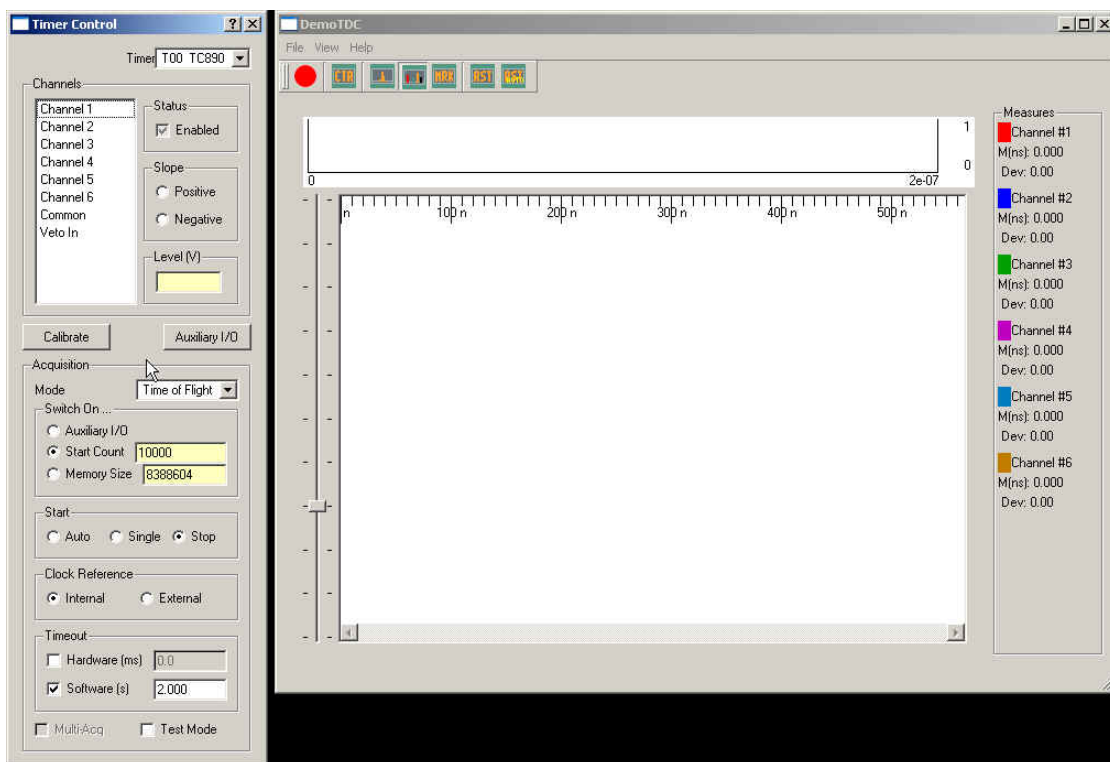 Timer Control
Timer T00 TC890
Channels
Channel 1
Channel 2
Channel 3
Channel 4
Channel 5
Channel 6
Common
Veto In
Status
Enabled
Slope
Positive
Negative
Level (V)
Calibrate
Auxiliary I/O
Acquisition
Mode Time of Flight
Switch On ...
Auxiliary I/O
Start Count 10000
Memory Size 8388604
Start
Auto Single Stop
Clock Reference
Internal External
Timeout
Hardware (ms) 0.0
Software (s) 2.000
Multi-Acq Test Mode
DemoTDC
File View Help
CTR MRK RST
1
0
0 2e-07
n 100 n 200 n 300 n 400 n 500 n
Measures
Channel #1
M(ns): 0.000
Dev: 0.00
Channel #2
M(ns): 0.000
Dev: 0.00
Channel #3
M(ns): 0.000
Dev: 0.00
Channel #4
M(ns): 0.000
Dev: 0.00
Channel #5
M(ns): 0.000
Dev: 0.00
Channel #6
M(ns): 0.000
Dev: 0.00